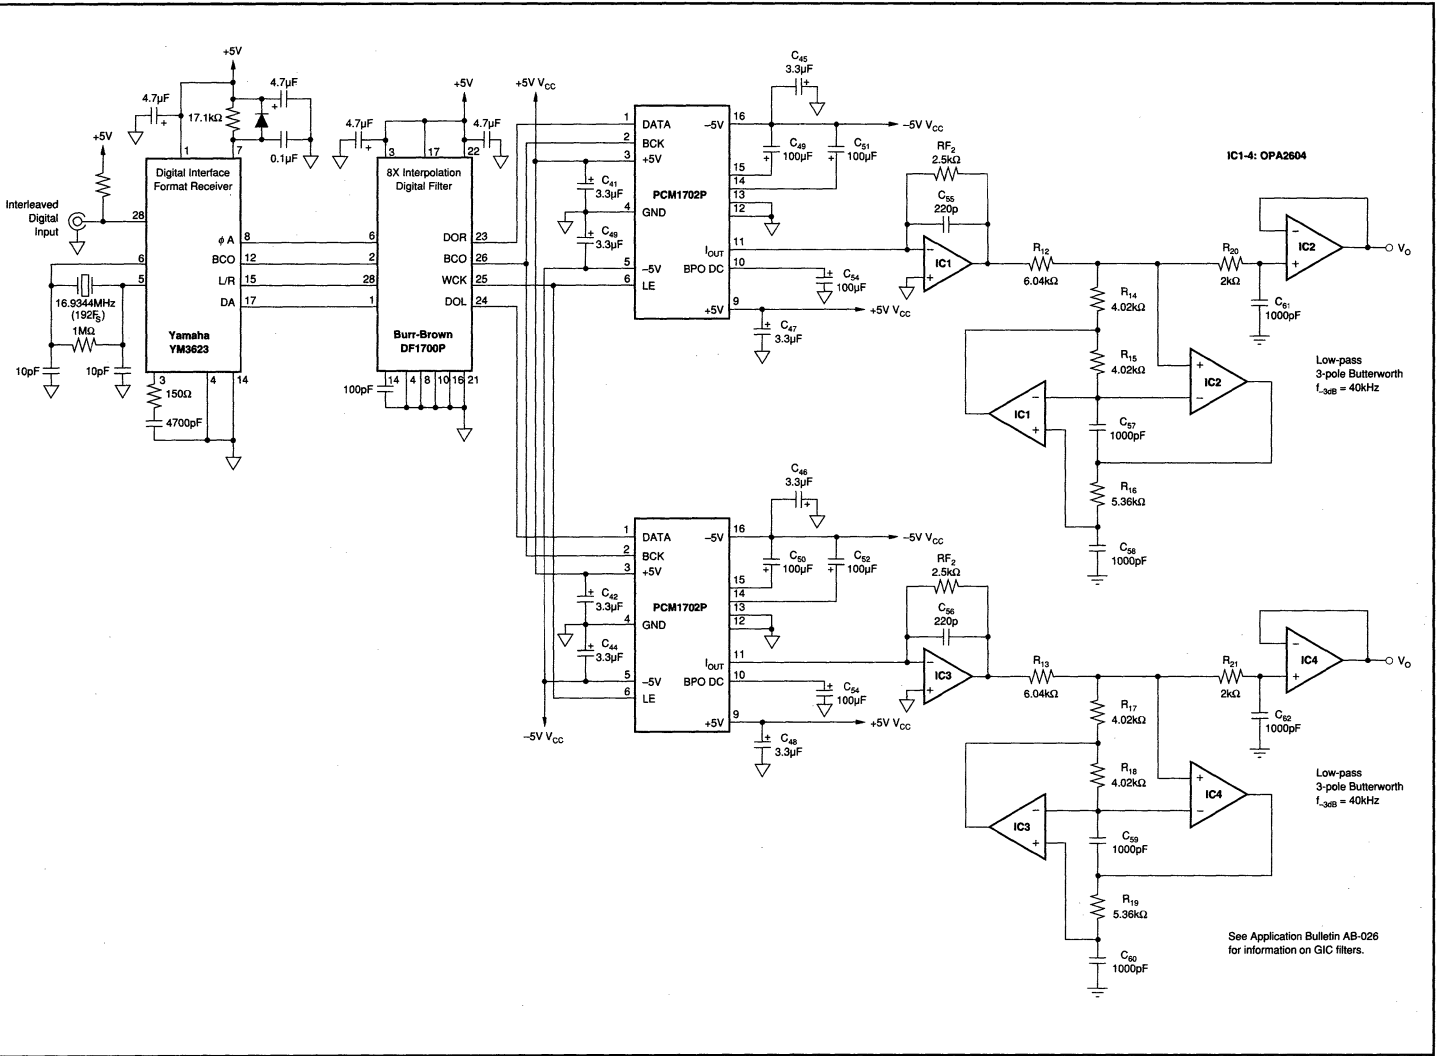 +5V
4.7µF
4.7µF
17.1kΩ
0.1µF
+5V
1
7
Digital Interface
Format Receiver
Interleaved
Digital
Input
28
6
5
16.9344MHz
(192FS)
1MΩ
10pF
10pF
ϕA
8
BCO
12
L/R
15
DA
17
Yamaha
YM3623
3
4
14
150Ω
4700pF
+5V
4.7µF
4.7µF
3
17
22
8X Interpolation
Digital Filter
6
2
28
1
DOR
23
BCO
26
WCK
25
DOL
24
Burr-Brown
DF1700P
100pF
14
4
8
10
16
21
+5V VCC
-5V VCC
1
DATA
2
BCK
3
+5V
C41
3.3µF
4
GND
C49
3.3µF
5
–5V
6
LE
PCM1702P
–5V
16
15
14
13
12
IOUT
11
BPO DC
10
+5V
9
C45
3.3µF
–5V VCC
C49
100µF
C51
100µF
C54
100µF
+5V VCC
C47
3.3µF
RF2
2.5kΩ
C55
220p
IC1
R12
6.04kΩ
IC1-4: OPA2604
R14
4.02kΩ
R15
4.02kΩ
IC1
IC2
C57
1000pF
R16
5.36kΩ
C58
1000pF
R20
2kΩ
C61
1000pF
IC2
VO
Low-pass
3-pole Butterworth
f–3dB = 40kHz
1
DATA
2
BCK
3
+5V
C42
3.3µF
4
GND
C44
3.3µF
5
–5V
6
LE
PCM1702P
–5V
16
15
14
13
12
IOUT
11
BPO DC
10
+5V
9
C46
3.3µF
–5V VCC
C50
100µF
C52
100µF
C54
100µF
+5V VCC
C48
3.3µF
RF2
2.5kΩ
C56
220p
IC3
R13
6.04kΩ
R17
4.02kΩ
R18
4.02kΩ
IC3
IC4
C59
1000pF
R19
5.36kΩ
C60
1000pF
R21
2kΩ
C62
1000pF
IC4
VO
Low-pass
3-pole Butterworth
f–3dB = 40kHz
See Application Bulletin AB-026
for information on GIC filters.